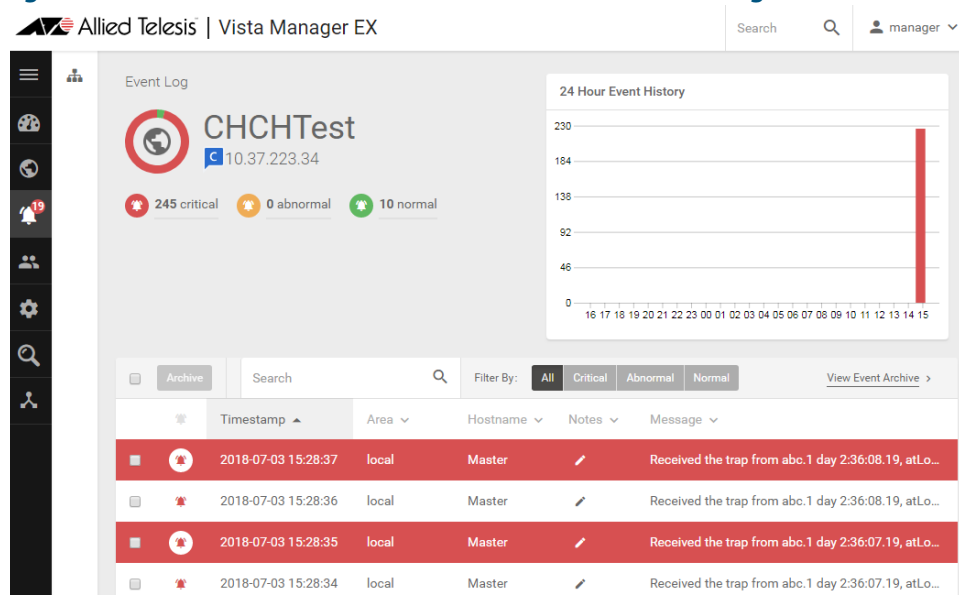 Allied Telesis | Vista Manager EX
Search
manager
19
Event Log
CHCHTest
C 10.37.223.34
245 critical
0 abnormal
10 normal
24 Hour Event History
230
184
138
92
46
0
16 17 18 19 20 21 22 23 00 01 02 03 04 05 06 07 08 09 10 11 12 13 14 15
Archive
Search
Filter By: All Critical Abnormal Normal
View Event Archive >
Timestamp Area Hostname Notes Message
2018-07-03 15:28:37 local Master Received the trap from abc.1 day 2:36:08.19, atLo...
2018-07-03 15:28:36 local Master Received the trap from abc.1 day 2:36:08.19, atLo...
2018-07-03 15:28:35 local Master Received the trap from abc.1 day 2:36:07.19, atLo...
2018-07-03 15:28:34 local Master Received the trap from abc.1 day 2:36:07.19, atLo...